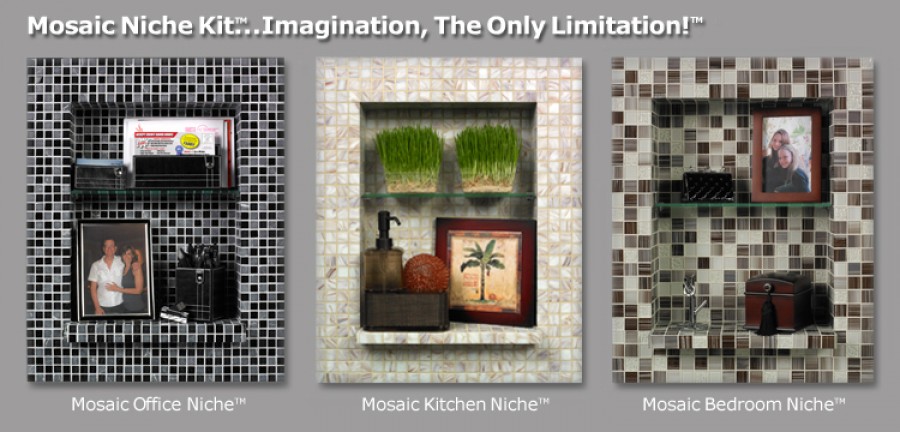 Mosaic Niche Kit™...Imagination, The Only Limitation!™
Mosaic Office Niche™
Mosaic Kitchen Niche™
Mosaic Bedroom Niche™